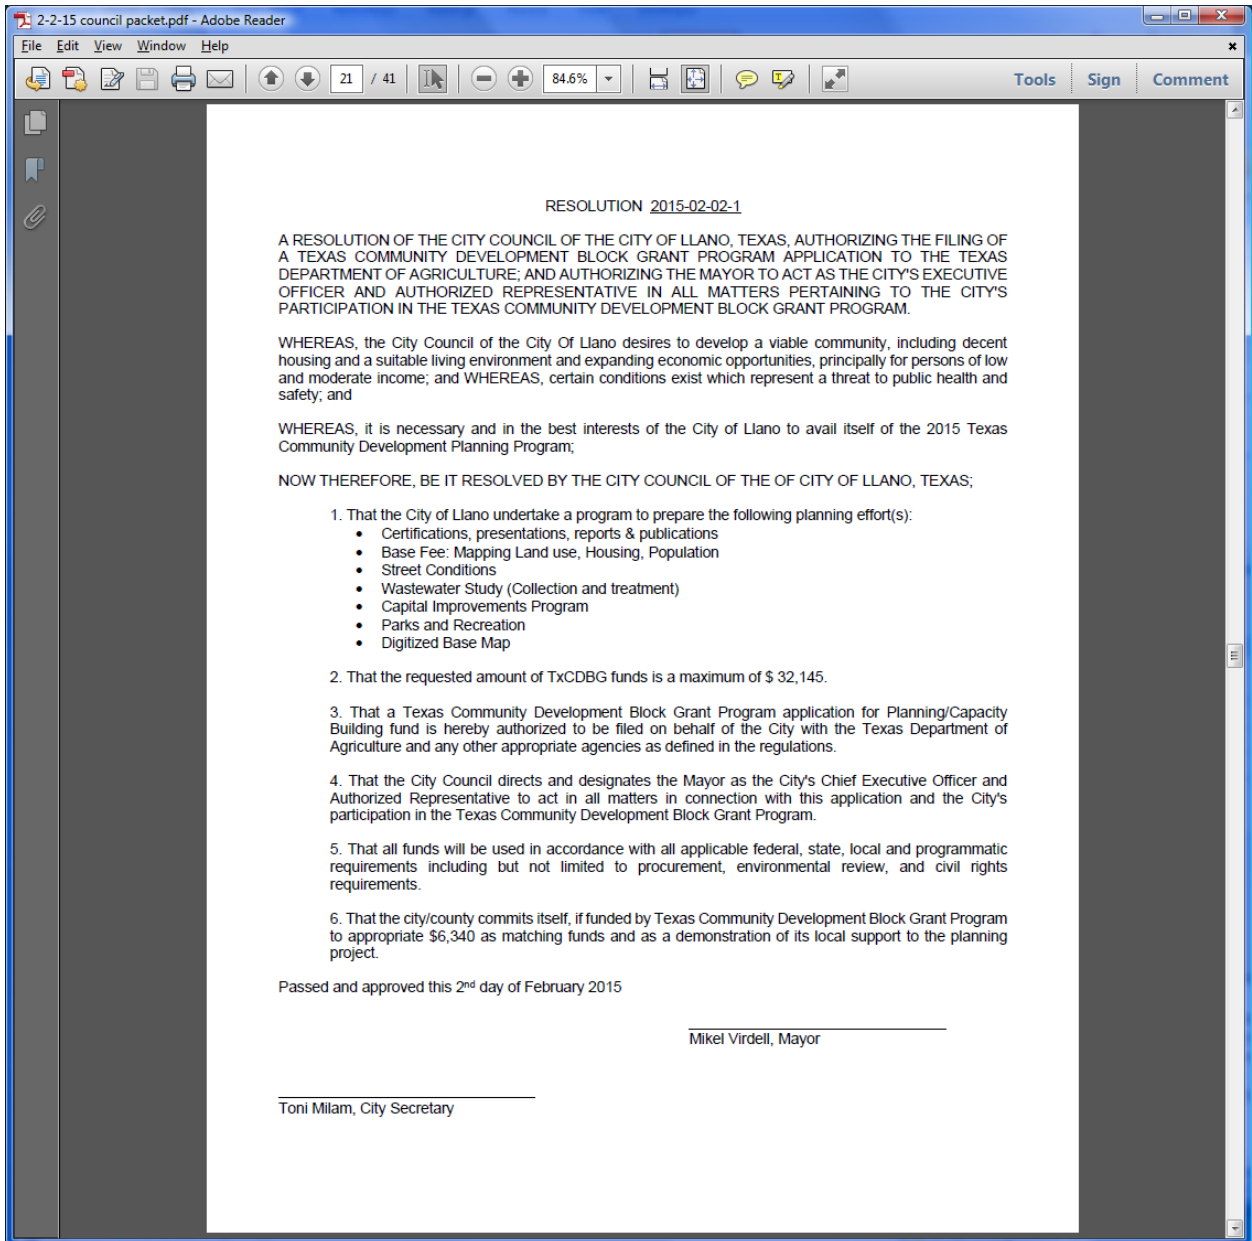 2-2-15 council packet.pdf - Adobe Reader
File Edit View Window Help
21 / 41 84.6% Tools Sign Comment
RESOLUTION 2015-02-02-1
A RESOLUTION OF THE CITY COUNCIL OF THE CITY OF LLANO, TEXAS, AUTHORIZING THE FILING OF
A TEXAS COMMUNITY DEVELOPMENT BLOCK GRANT PROGRAM APPLICATION TO THE TEXAS
DEPARTMENT OF AGRICULTURE; AND AUTHORIZING THE MAYOR TO ACT AS THE CITY'S EXECUTIVE
OFFICER AND AUTHORIZED REPRESENTATIVE IN ALL MATTERS PERTAINING TO THE CITY'S
PARTICIPATION IN THE TEXAS COMMUNITY DEVELOPMENT BLOCK GRANT PROGRAM.
WHEREAS, the City Council of the City Of Llano desires to develop a viable community, including decent
housing and a suitable living environment and expanding economic opportunities, principally for persons of low
and moderate income; and WHEREAS, certain conditions exist which represent a threat to public health and
safety; and
WHEREAS, it is necessary and in the best interests of the City of Llano to avail itself of the 2015 Texas
Community Development Planning Program;
NOW THEREFORE, BE IT RESOLVED BY THE CITY COUNCIL OF THE OF CITY OF LLANO, TEXAS;
1. That the City of Llano undertake a program to prepare the following planning effort(s):
• Certifications, presentations, reports & publications
• Base Fee: Mapping Land use, Housing, Population
• Street Conditions
• Wastewater Study (Collection and treatment)
• Capital Improvements Program
• Parks and Recreation
• Digitized Base Map
2. That the requested amount of TxCDBG funds is a maximum of $ 32,145.
3. That a Texas Community Development Block Grant Program application for Planning/Capacity
Building fund is hereby authorized to be filed on behalf of the City with the Texas Department of
Agriculture and any other appropriate agencies as defined in the regulations.
4. That the City Council directs and designates the Mayor as the City's Chief Executive Officer and
Authorized Representative to act in all matters in connection with this application and the City's
participation in the Texas Community Development Block Grant Program.
5. That all funds will be used in accordance with all applicable federal, state, local and programmatic
requirements including but not limited to procurement, environmental review, and civil rights
requirements.
6. That the city/county commits itself, if funded by Texas Community Development Block Grant Program
to appropriate $6,340 as matching funds and as a demonstration of its local support to the planning
project.
Passed and approved this 2nd day of February 2015
Mikel Virdell, Mayor
Toni Milam, City Secretary